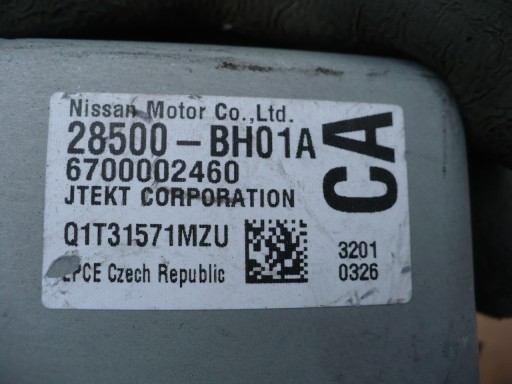 Nissan Motor Co.,Ltd.
28500-BH01A
6700002460
JTEKT CORPORATION
Q1T31571MZU
Czech Republic
CA
3201
0326